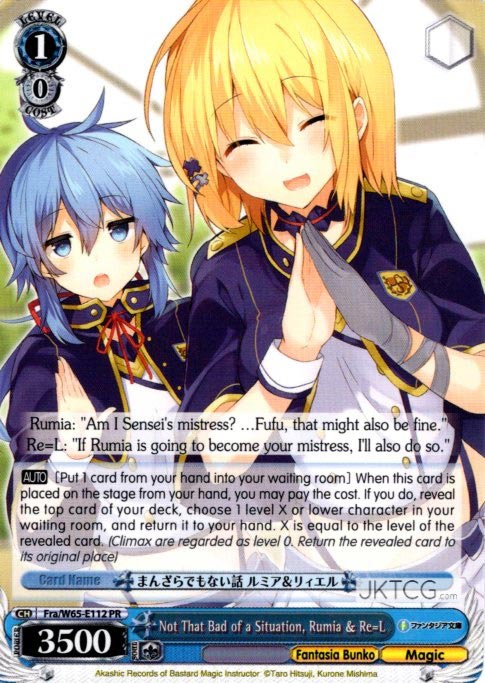 LEVEL
1
0
COST
Rumia: "Am I Sensei's mistress? …Fufu, that might also be fine."
Re=L: "If Rumia is going to become your mistress, I'll also do so."
AUTO [Put 1 card from your hand into your waiting room] When this card is
placed on the stage from your hand, you may pay the cost. If you do, reveal
the top card of your deck, choose 1 level X or lower character in your
waiting room, and return it to your hand. X is equal to the level of the
revealed card. (Climax are regarded as level 0. Return the revealed card to
its original place)
Card Name まんざらでもない話 ルミア&リィエル
JKTCG.com
CH Fra/W65-E112 PR
POWER 3500 SOUL Not That Bad of a Situation, Rumia & Re=L ファンタジア文庫
Fantasia Bunko Magic
Akashic Records of Bastard Magic Instructor ©Taro Hitsuji, Kurone Mishima